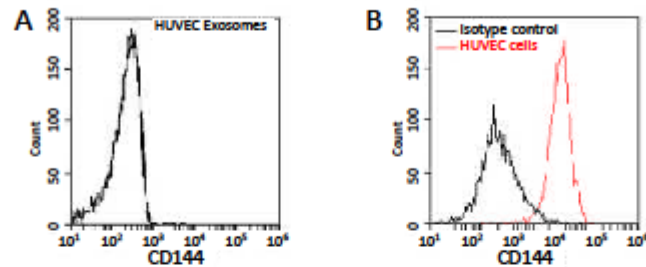 A
HUVEC Exosomes
200
150
100
50
0
Count
10¹ 10² 10³ 10⁴ 10⁵ 10⁶
CD144
B
Isotype control
HUVEC cells
200
150
100
50
0
Count
10¹ 10² 10³ 10⁴ 10⁵ 10⁶
CD144